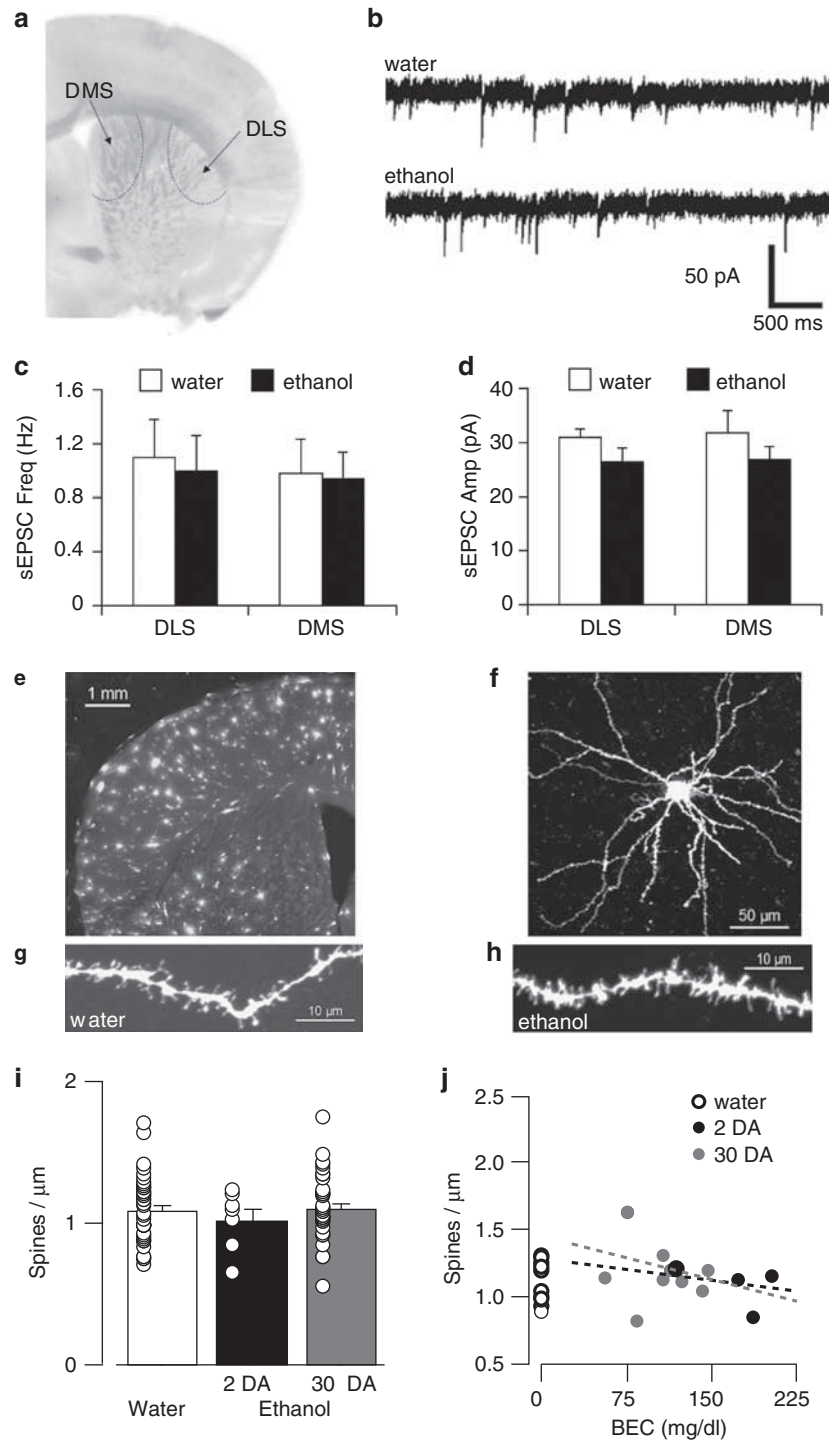 a
DMS
DLS
b
water
ethanol
50 pA
500 ms
c
water
ethanol
1.6
1.2
0.8
0.4
0
sEPSC Freq (Hz)
DLS
DMS
d
water
ethanol
40
30
20
10
0
sEPSC Amp (pA)
DLS
DMS
e
1 mm
f
50 µm
g
water
10 µm
h
ethanol
10 µm
i
2
1
0
Spines / µm
Water
2 DA
30 DA
Ethanol
j
water
2 DA
30 DA
2.5
2.0
1.5
1.0
0.5
Spines / µm
0
75
150
225
BEC (mg/dl)